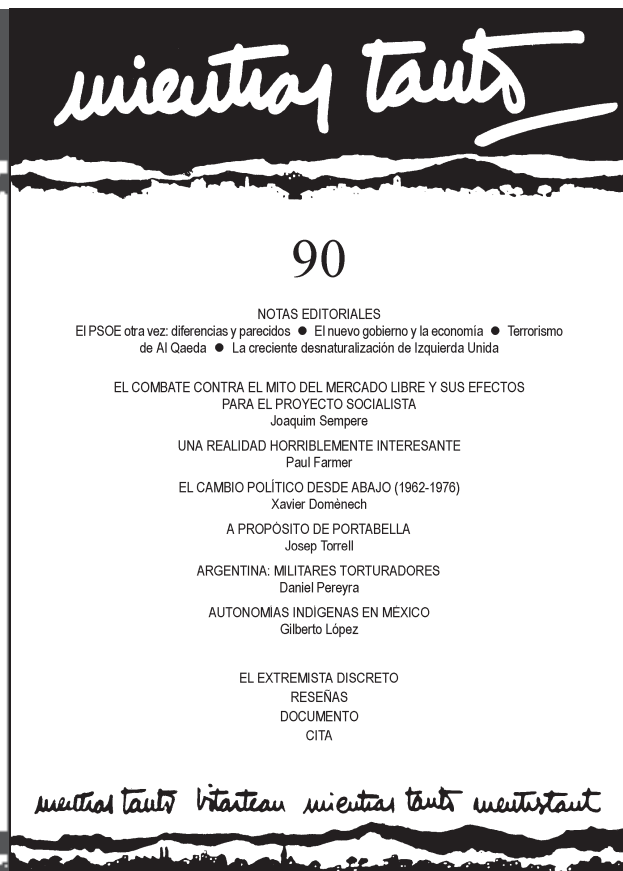 mientras tanto
90
NOTAS EDITORIALES
El PSOE otra vez: diferencias y parecidos ● El nuevo gobierno y la economía ● Terrorismo
de Al Qaeda ● La creciente desnaturalización de Izquierda Unida
EL COMBATE CONTRA EL MITO DEL MERCADO LIBRE Y SUS EFECTOS
PARA EL PROYECTO SOCIALISTA
Joaquim Sempere
UNA REALIDAD HORRIBLEMENTE INTERESANTE
Paul Farmer
EL CAMBIO POLÍTICO DESDE ABAJO (1962-1976)
Xavier Domènech
A PROPÓSITO DE PORTABELLA
Josep Torrell
ARGENTINA: MILITARES TORTURADORES
Daniel Pereyra
AUTONOMÍAS INDÍGENAS EN MÉXICO
Gilberto López
EL EXTREMISTA DISCRETO
RESEÑAS
DOCUMENTO
CITA
mientras tanto bitartean mientras tanto mentrestant